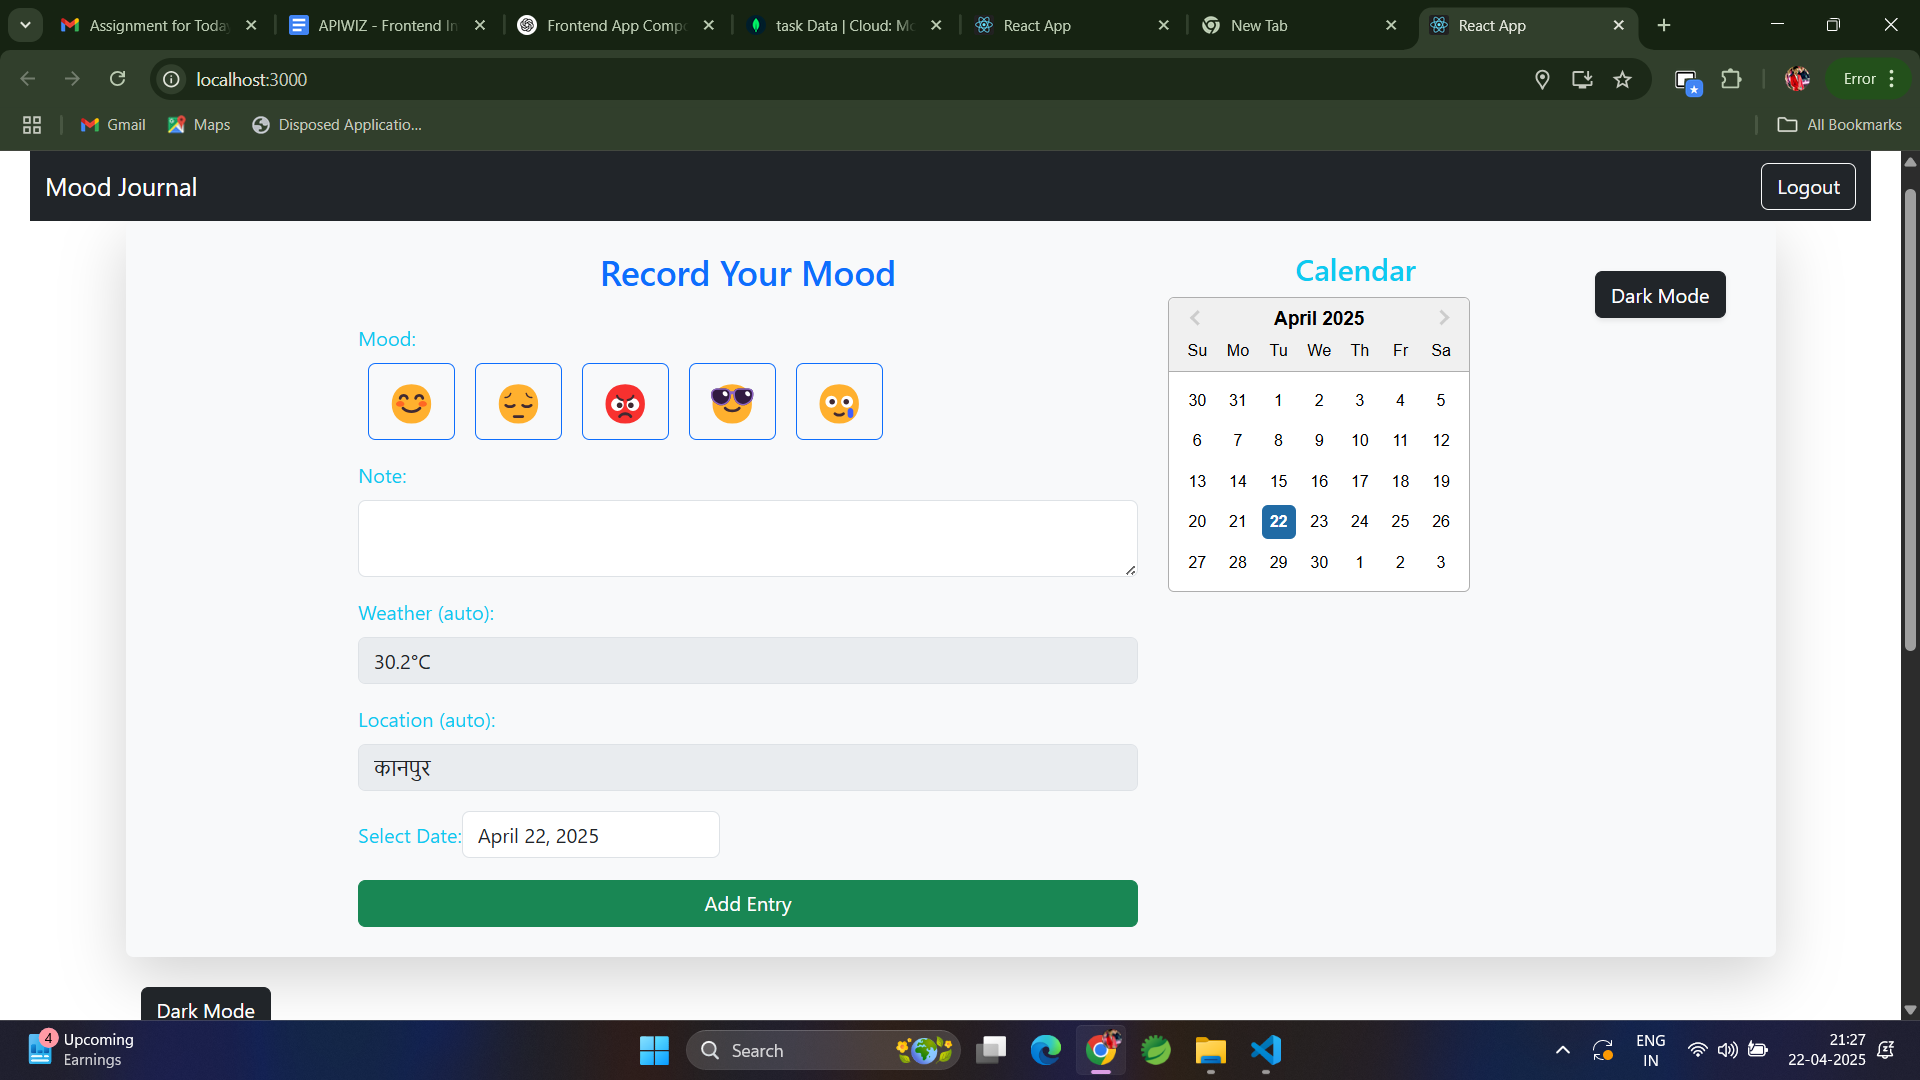 Assignment for Toda
APIWIZ - Frontend In
Frontend App Comp
task Data | Cloud: Mo
React App
New Tab
React App
localhost:3000
Error
Gmail
Maps
Disposed Applicatio...
All Bookmarks
Mood Journal
Logout
Record Your Mood
Mood:
Note:
Weather (auto):
30.2°C
Location (auto):
कानपुर
Select Date:
April 22, 2025
Add Entry
Calendar
April 2025
Su Mo Tu We Th Fr Sa
30 31 1 2 3 4 5
6 7 8 9 10 11 12
13 14 15 16 17 18 19
20 21 22 23 24 25 26
27 28 29 30 1 2 3
Dark Mode
Dark Mode
4
Upcoming
Earnings
Search
ENG
IN
21:27
22-04-2025